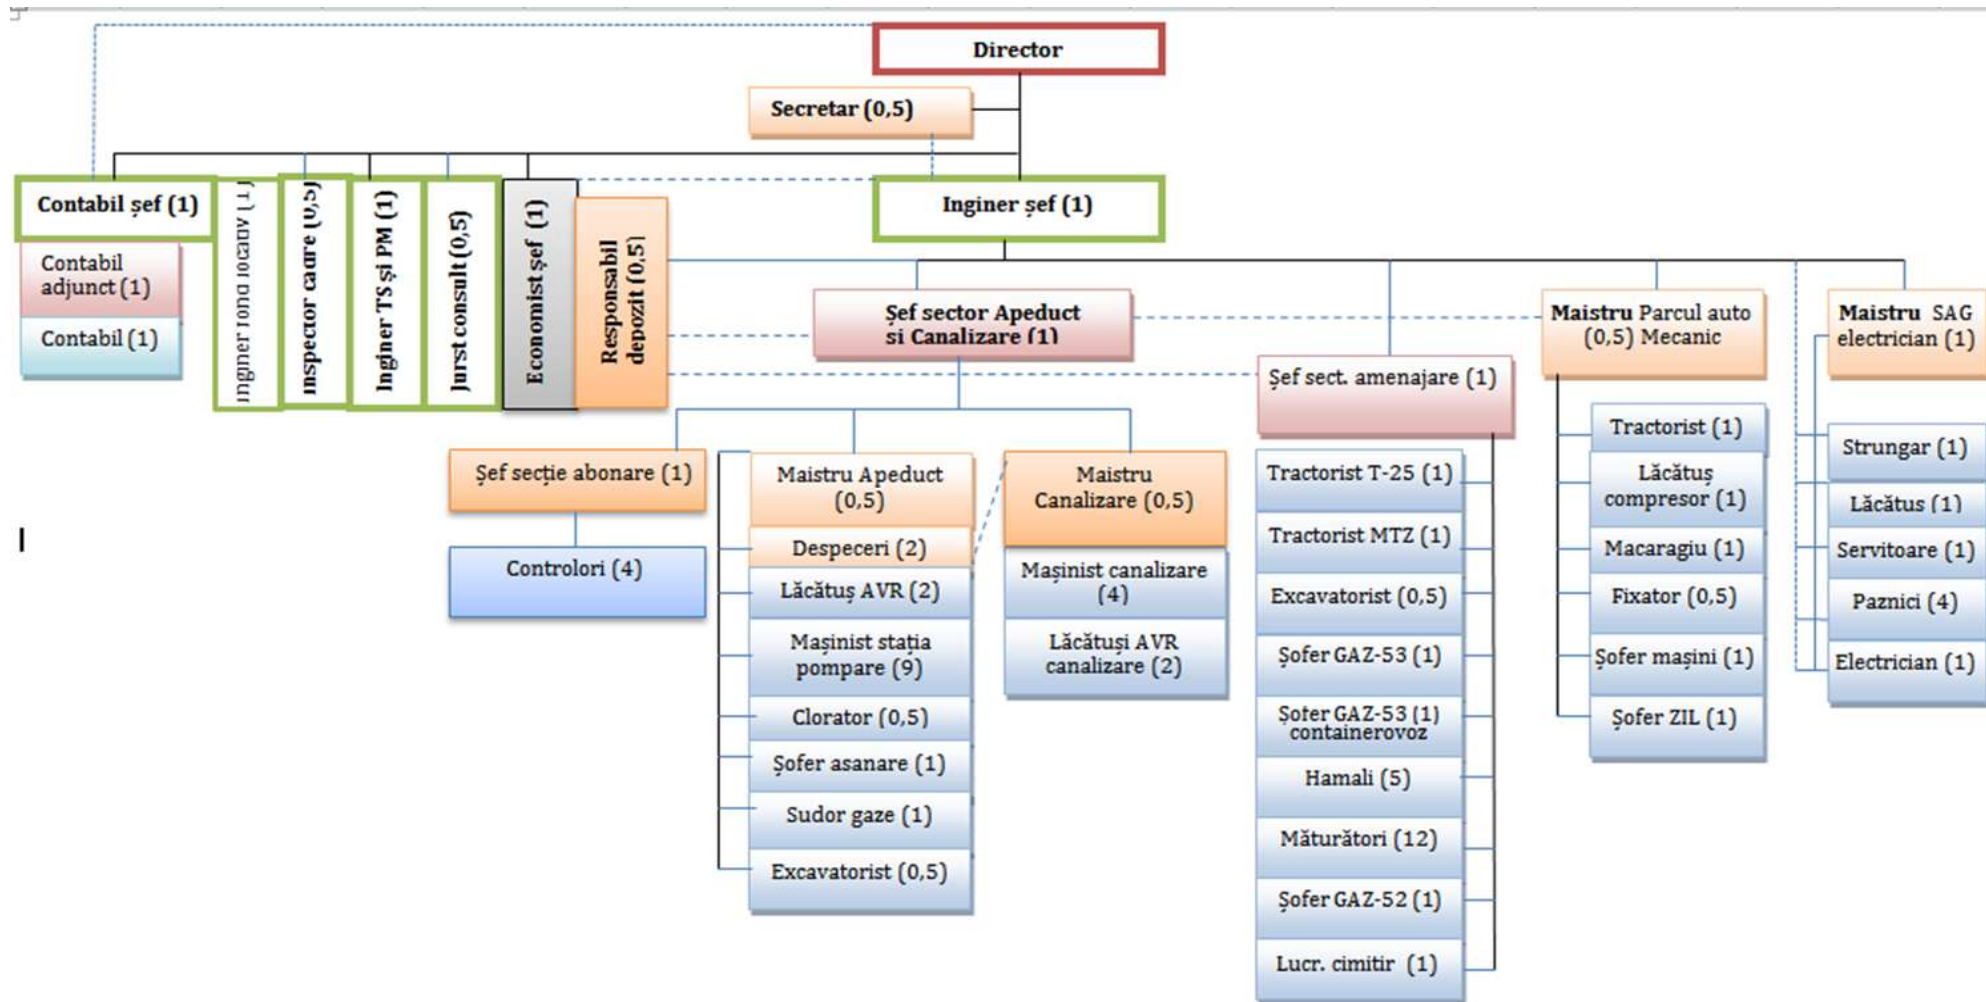 Director
Secretar (0,5)
Contabil șef (1)
Contabil
adjunct (1)
Contabil (1)
Inginer fond locativ (1)
Inspector cadre (0,5)
Inginer TS și PM (1)
Jurst consult (0,5)
Economist șef (1)
Responsabil
depozit (0,5)
Inginer șef (1)
Șef sector Apeduct
si Canalizare (1)
Șef secție abonare (1)
Controlori (4)
Maistru Apeduct
(0,5)
Despeceri (2)
Lăcătuș AVR (2)
Mașinist stația
pompare (9)
Clorator (0,5)
Șofer asanare (1)
Sudor gaze (1)
Excavatorist (0,5)
Maistru
Canalizare (0,5)
Mașinist canalizare
(4)
Lăcătuși AVR
canalizare (2)
Șef sect. amenajare (1)
Tractorist T-25 (1)
Tractorist MTZ (1)
Excavatorist (0,5)
Șofer GAZ-53 (1)
Șofer GAZ-53 (1)
containerovoz
Hamali (5)
Măturători (12)
Șofer GAZ-52 (1)
Lucr. cimitir (1)
Maistru Parcul auto
(0,5) Mecanic
Tractorist (1)
Lăcătuș
compresor (1)
Macaragiu (1)
Fixator (0,5)
Șofer mașini (1)
Șofer ZIL (1)
Maistru SAG
electrician (1)
Strungar (1)
Lăcătus (1)
Servitoare (1)
Paznici (4)
Electrician (1)